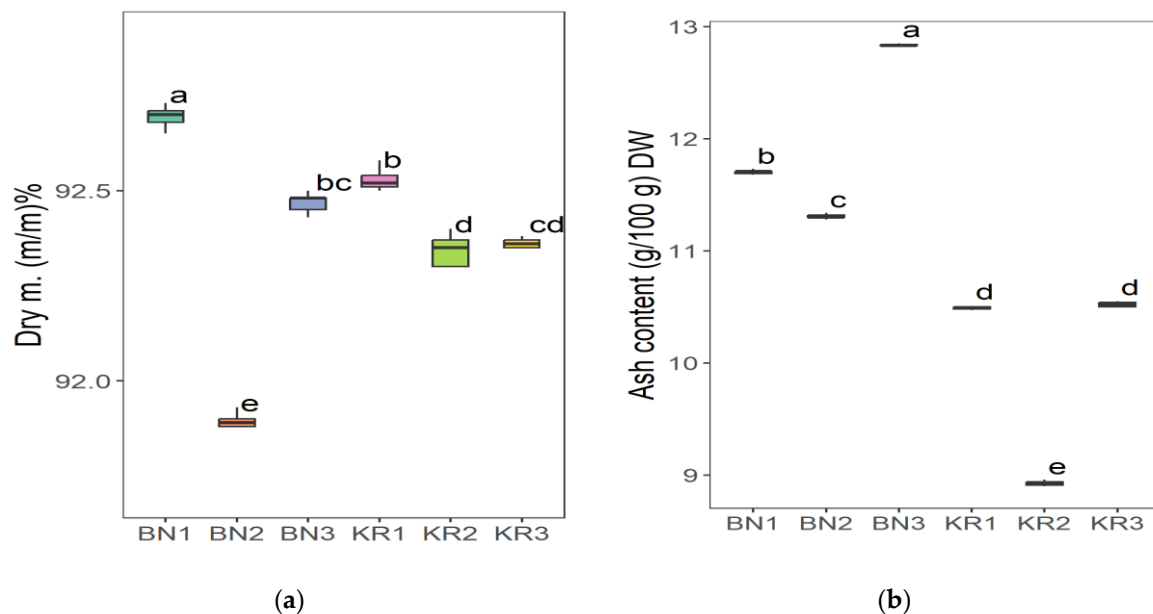 Dry m. (m/m)%
92.5
92.0
a
e
bc
b
d
cd
BN1 BN2 BN3 KR1 KR2 KR3
(a)
Ash content (g/100 g) DW
13
12
11
10
9
b
c
a
d
e
d
BN1 BN2 BN3 KR1 KR2 KR3
(b)